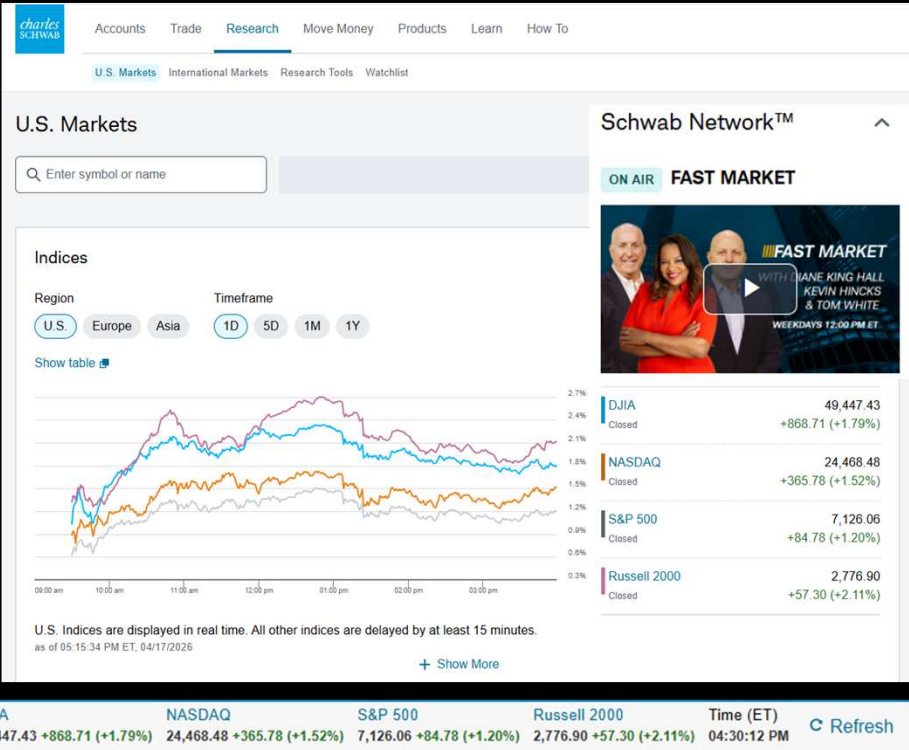 charles
SCHWAB
Accounts Trade Research Move Money Products Learn How To
U.S. Markets International Markets Research Tools Watchlist
U.S. Markets
Enter symbol or name
Schwab Network™
ON AIR FAST MARKET
FAST MARKET
WITH DIANE KING HALL
KEVIN HINCKS
& TOM WHITE
WEEKDAYS 12:00 PM ET
Indices
Region Timeframe
U.S. Europe Asia 1D 5D 1M 1Y
Show table
2.7%
2.4%
2.1%
1.8%
1.5%
1.2%
0.9%
0.6%
0.3%
09:00 am 10:00 am 11:00 am 12:00 pm 01:00 pm 02:00 pm 03:00 pm
DJIA 49,447.43
Closed +868.71 (+1.79%)
NASDAQ 24,468.48
Closed +365.78 (+1.52%)
S&P 500 7,126.06
Closed +84.78 (+1.20%)
Russell 2000 2,776.90
Closed +57.30 (+2.11%)
U.S. Indices are displayed in real time. All other indices are delayed by at least 15 minutes.
as of 05:15:34 PM ET, 04/17/2026
+ Show More
A NASDAQ S&P 500 Russell 2000 Time (ET)
447.43 +868.71 (+1.79%) 24,468.48 +365.78 (+1.52%) 7,126.06 +84.78 (+1.20%) 2,776.90 +57.30 (+2.11%) 04:30:12 PM Refresh